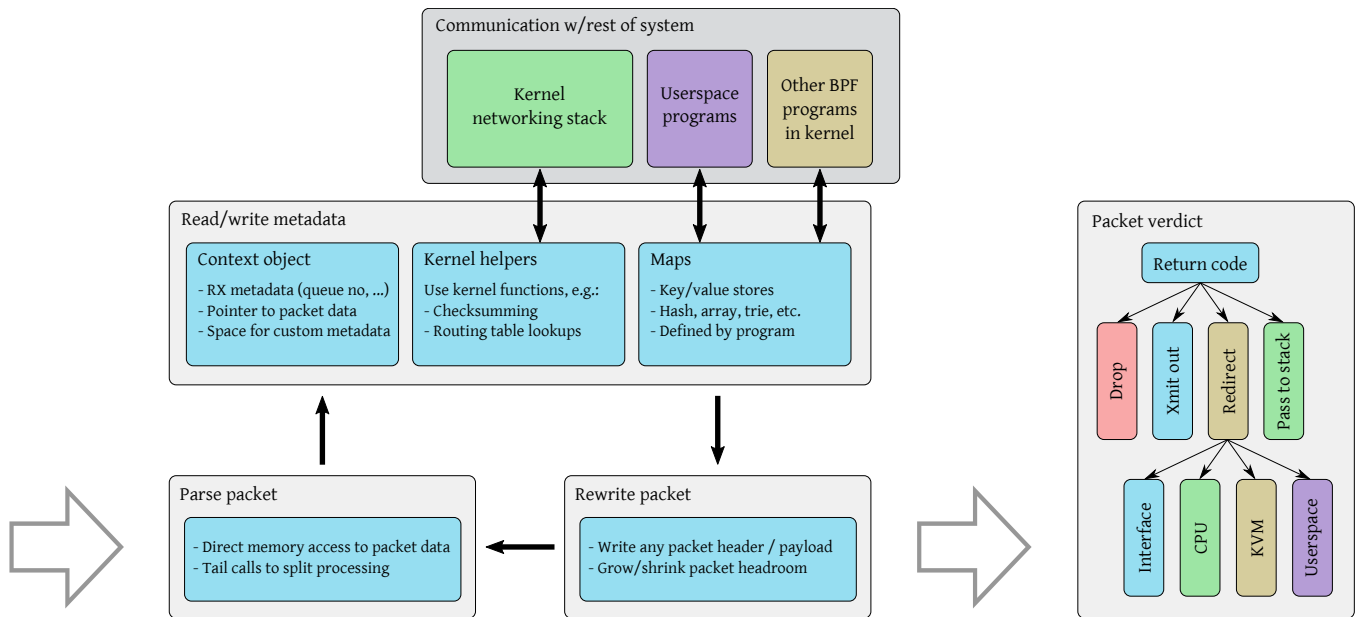 Communication w/rest of system
Kernel
networking stack
Userspace
programs
Other BPF
programs
in kernel
Read/write metadata
Context object
- RX metadata (queue no, ...)
- Pointer to packet data
- Space for custom metadata
Kernel helpers
Use kernel functions, e.g.:
- Checksumming
- Routing table lookups
Maps
- Key/value stores
- Hash, array, trie, etc.
- Defined by program
Parse packet
- Direct memory access to packet data
- Tail calls to split processing
Rewrite packet
- Write any packet header / payload
- Grow/shrink packet headroom
Packet verdict
Return code
Drop
Xmit out
Redirect
Pass to stack
Interface
CPU
KVM
Userspace